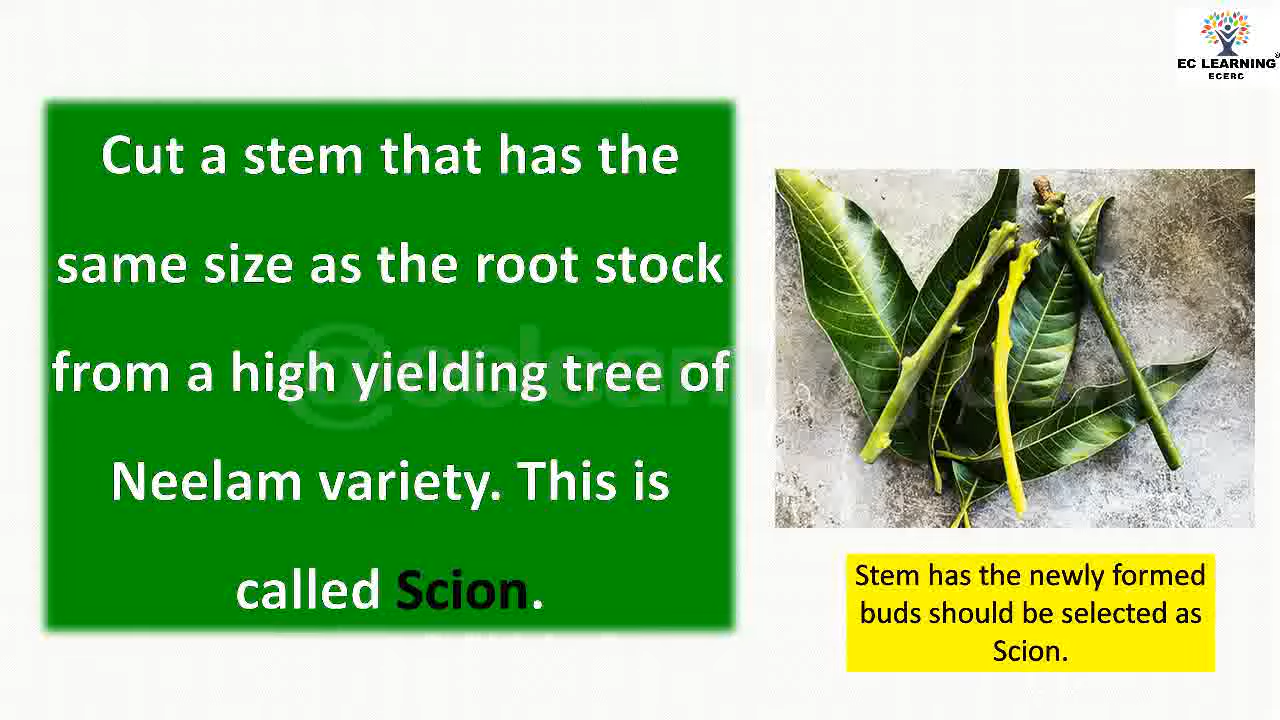 EC LEARNING
ECERC
Cut a stem that has the
same size as the root stock
from a high yielding tree of
Neelam variety. This is
called Scion.
Stem has the newly formed
buds should be selected as
Scion.